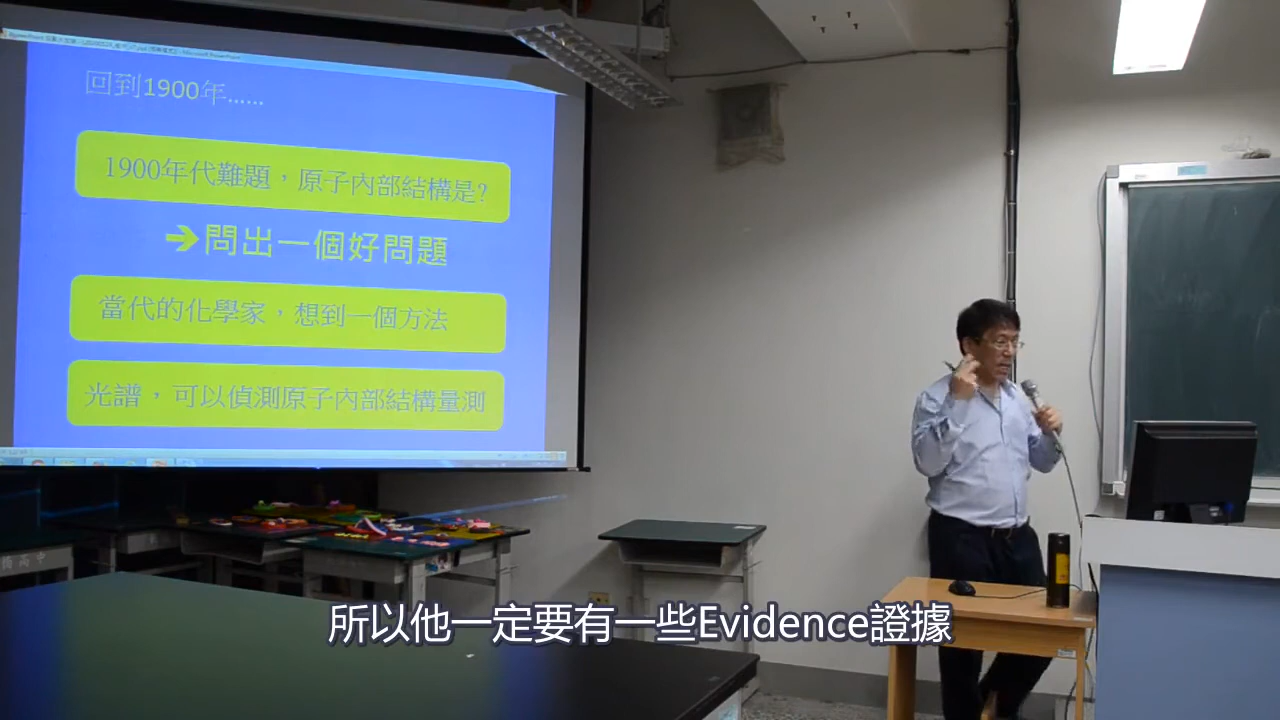 回到1900年......
1900年代難題，原子內部結構是?
➔問出一個好問題
當代的化學家，想到一個方法
光譜，可以偵測原子內部結構量測
所以他一定要有一些Evidence證據